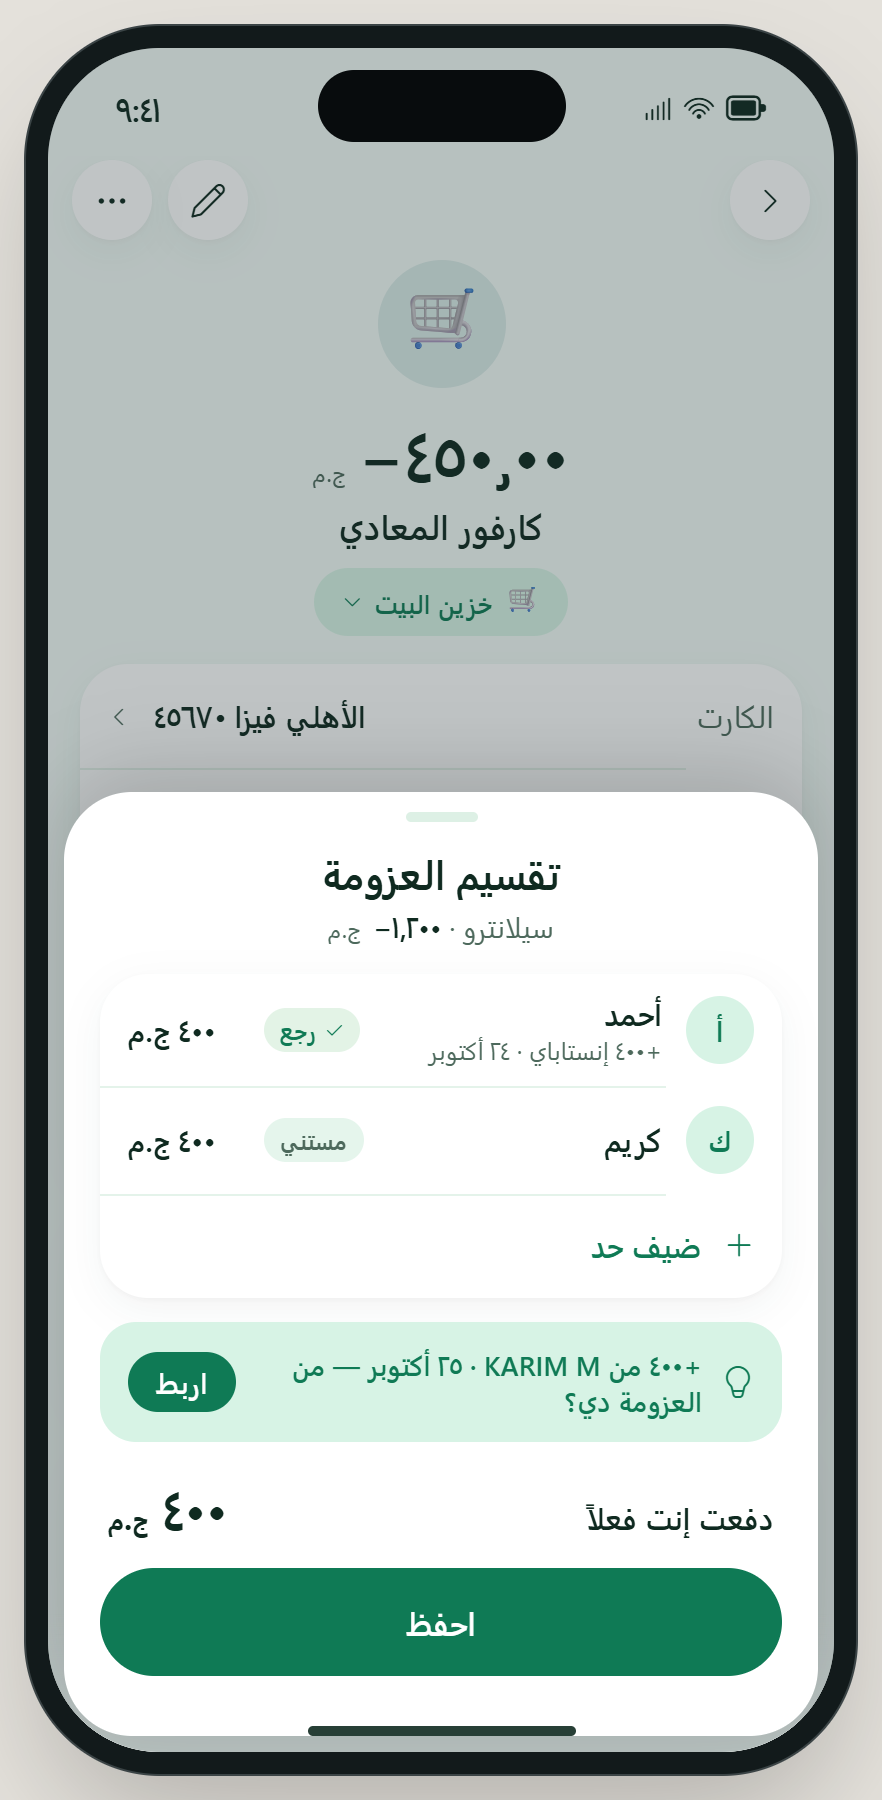 ٩:٤١
−٤٥٠٫٠٠ ج.م
كارفور المعادي
خزين البيت
الكارت الأهلي فيزا •٤٥٦٧
تقسيم العزومة
سيلانترو · −١٬٢٠٠ ج.م
أ أحمد رجع ٤٠٠ ج.م
+٤٠٠ إنستاباي · ٢٤ أكتوبر
ك كريم مستني ٤٠٠ ج.م
ضيف حد
+٤٠٠ من KARIM M · ٢٥ أكتوبر — من
العزومة دي؟ اربط
دفعت إنت فعلاً ٤٠٠ ج.م
احفظ